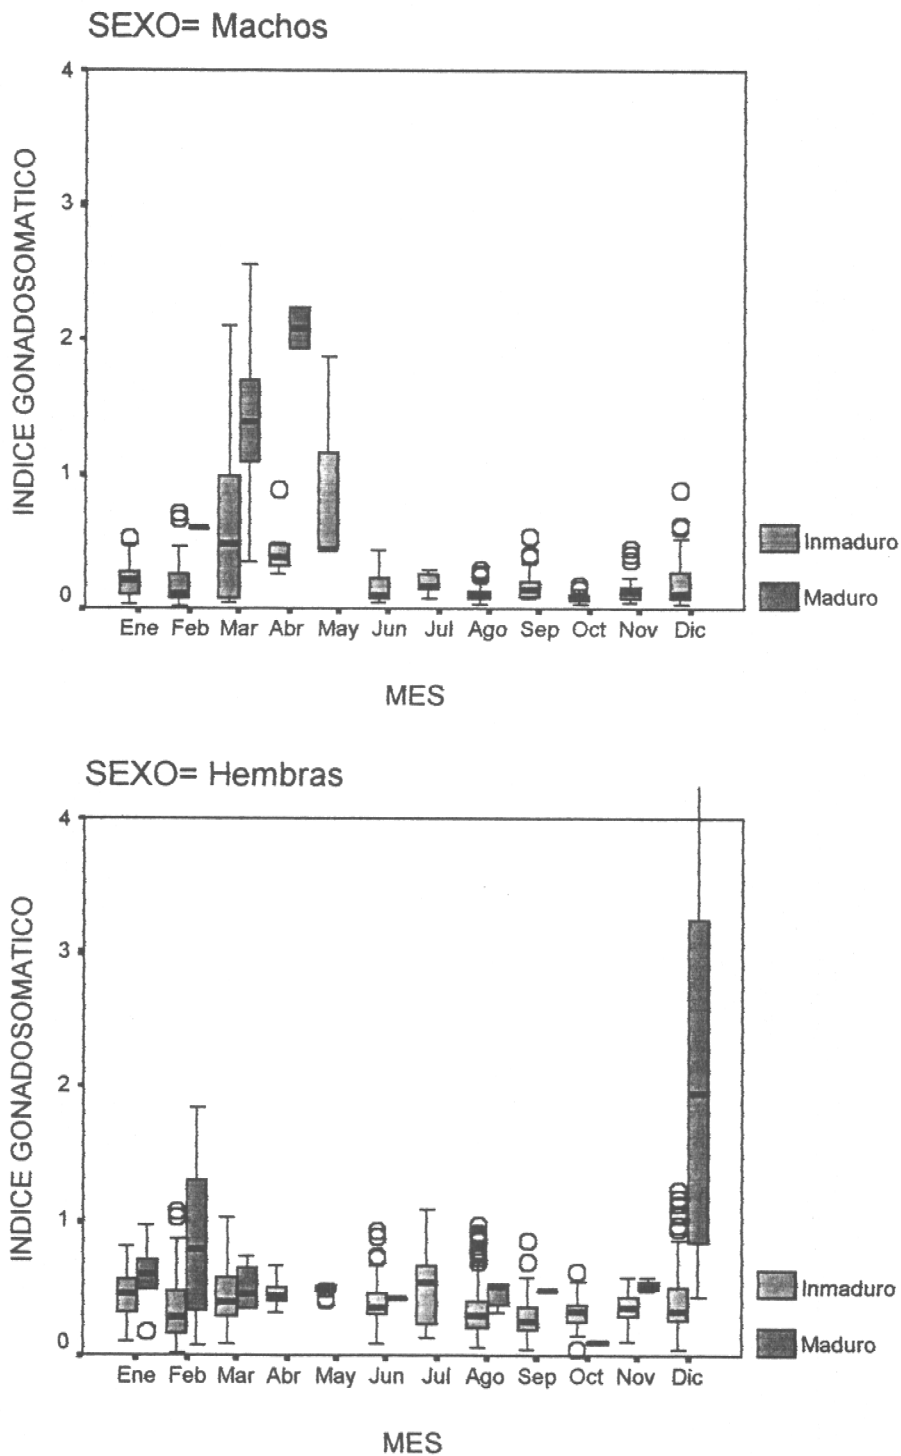 SEXO= Machos
INDICE GONADOSOMATICO
4
3
2
1
0
Ene Feb Mar Abr May Jun Jul Ago Sep Oct Nov Dic
MES
Inmaduro
Maduro
SEXO= Hembras
INDICE GONADOSOMATICO
4
3
2
1
0
Ene Feb Mar Abr May Jun Jul Ago Sep Oct Nov Dic
MES
Inmaduro
Maduro